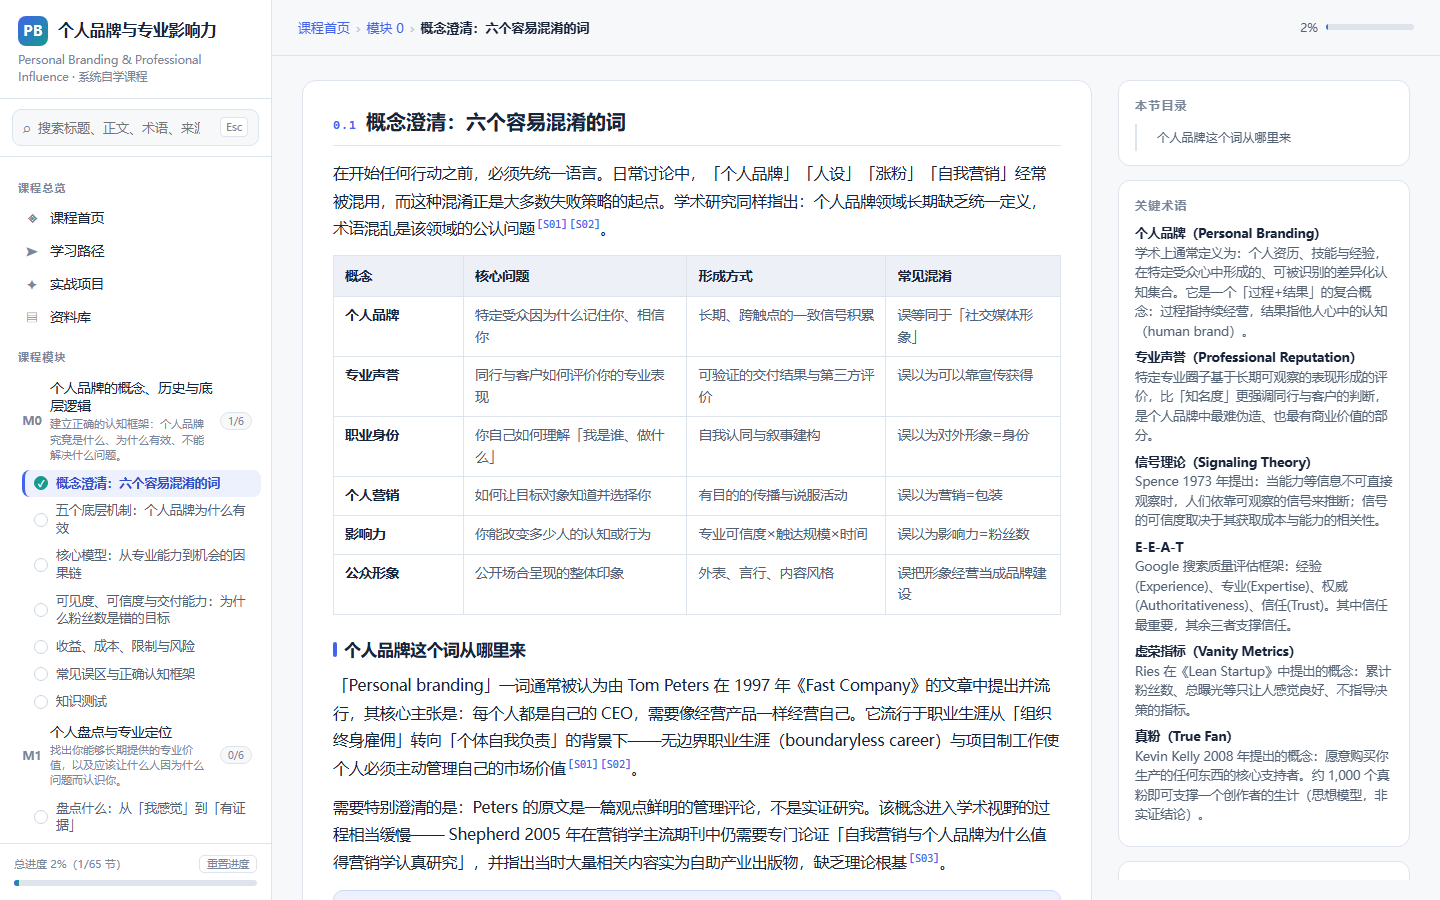 PB 个人品牌与专业影响力
Personal Branding & Professional
Influence · 系统自学课程
搜索标题、正文、术语、来 Esc
课程总览
课程首页
学习路径
实战项目
资料库
课程模块
个人品牌的概念、历史与底
层逻辑
M0 建立正确的认知框架：个人品牌 1/6
究竟是什么、为什么有效、不能
解决什么问题。
概念澄清：六个容易混淆的词
五个底层机制：个人品牌为什么有
效
核心模型：从专业能力到机会的因
果链
可见度、可信度与交付能力：为什
么粉丝数是错的目标
收益、成本、限制与风险
常见误区与正确认知框架
知识测试
个人盘点与专业定位
M1 找出你能够长期提供的专业价 0/6
值，以及应该让什么人因为什么
问题而认识你。
盘点什么：从「我感觉」到「有证
据」
总进度 2%（1/65 节） 重置进度
课程首页 › 模块 0 › 概念澄清：六个容易混淆的词 2%
0.1 概念澄清：六个容易混淆的词
在开始任何行动之前，必须先统一语言。日常讨论中，「个人品牌」「人设」「涨粉」「自我营销」经常
被混用，而这种混淆正是大多数失败策略的起点。学术研究同样指出：个人品牌领域长期缺乏统一定义，
术语混乱是该领域的公认问题[S01][S02]。
概念 核心问题 形成方式 常见混淆
个人品牌 特定受众因为什么记住你、相信 长期、跨触点的一致信号积累 误等同于「社交媒体形
你 象」
专业声誉 同行与客户如何评价你的专业表 可验证的交付结果与第三方评 误以为可以靠宣传获得
现 价
职业身份 你自己如何理解「我是谁、做什 自我认同与叙事建构 误以为对外形象=身份
么」
个人营销 如何让目标对象知道并选择你 有目的的传播与说服活动 误以为营销=包装
影响力 你能改变多少人的认知或行为 专业可信度×触达规模×时间 误以为影响力=粉丝数
公众形象 公开场合呈现的整体印象 外表、言行、内容风格 误把形象经营当成品牌建
设
个人品牌这个词从哪里来
「Personal branding」一词通常被认为由 Tom Peters 在 1997 年《Fast Company》的文章中提出并流
行，其核心主张是：每个人都是自己的 CEO，需要像经营产品一样经营自己。它流行于职业生涯从「组织
终身雇佣」转向「个体自我负责」的背景下——无边界职业生涯（boundaryless career）与项目制工作使
个人必须主动管理自己的市场价值[S01][S02]。
需要特别澄清的是：Peters 的原文是一篇观点鲜明的管理评论，不是实证研究。该概念进入学术视野的过
程相当缓慢—— Shepherd 2005 年在营销学主流期刊中仍需要专门论证「自我营销与个人品牌为什么值
得营销学认真研究」，并指出当时大量相关内容实为自助产业出版物，缺乏理论根基[S03]。
本节目录
个人品牌这个词从哪里来
关键术语
个人品牌（Personal Branding）
学术上通常定义为：个人资历、技能与经验，
在特定受众心中形成的、可被识别的差异化认
知集合。它是一个「过程+结果」的复合概
念：过程指持续经营，结果指他人心中的认知
（human brand）。
专业声誉（Professional Reputation）
特定专业圈子基于长期可观察的表现形成的评
价，比「知名度」更强调同行与客户的判断，
是个人品牌中最难伪造、也最有商业价值的部
分。
信号理论（Signaling Theory）
Spence 1973 年提出：当能力等信息不可直接
观察时，人们依靠可观察的信号来推断；信号
的可信度取决于其获取成本与能力的相关性。
E-E-A-T
Google 搜索质量评估框架：经验
(Experience)、专业(Expertise)、权威
(Authoritativeness)、信任(Trust)。其中信任
最重要，其余三者支撑信任。
虚荣指标（Vanity Metrics）
Ries 在《Lean Startup》中提出的概念：累计
粉丝数、总曝光等只让人感觉良好、不指导决
策的指标。
真粉（True Fan）
Kevin Kelly 2008 年提出的概念：愿意购买你
生产的任何东西的核心支持者。约 1,000 个真
粉即可支撑一个创作者的生计（思想模型，非
实证结论）。